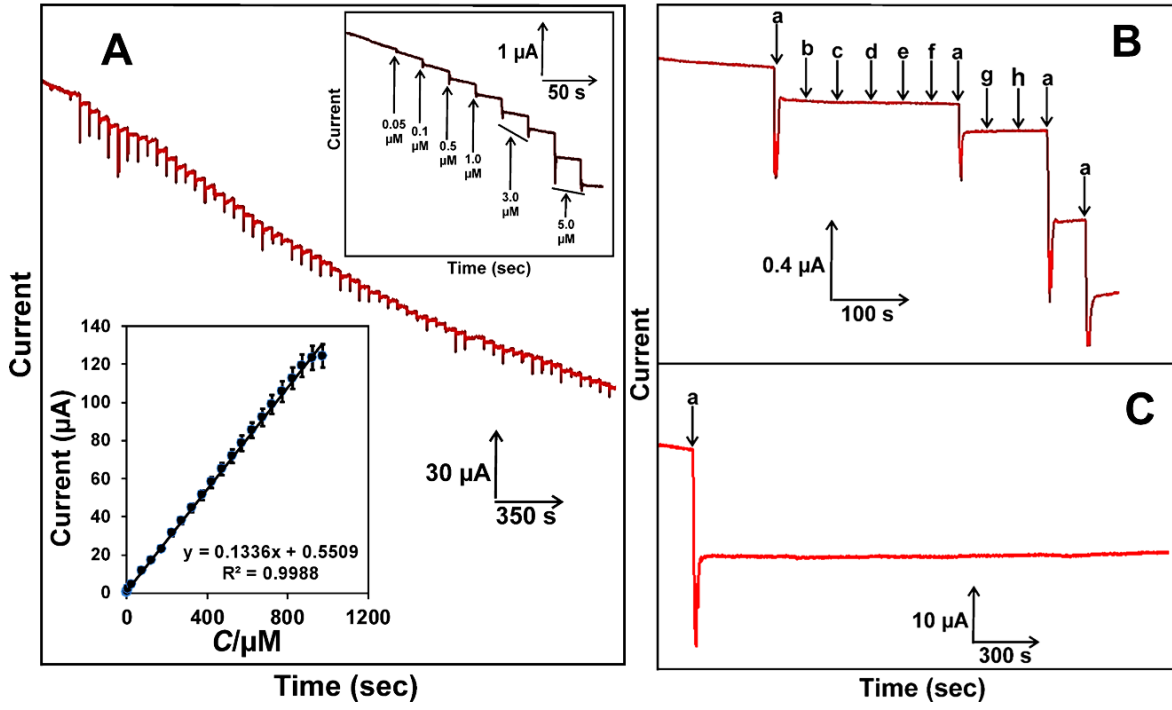 A
1 µA
50 s
Current
0.05
µM
0.1
µM
0.5
µM
1.0
µM
3.0
µM
5.0
µM
Time (sec)
Current
140
120
100
80
60
40
20
0
Current (µA)
y = 0.1336x + 0.5509
R² = 0.9988
0 400 800 1200
C/µM
30 µA
350 s
Time (sec)
B
a b c d e f a g h a a
0.4 µA
100 s
Current
C
a
10 µA
300 s
Time (sec)